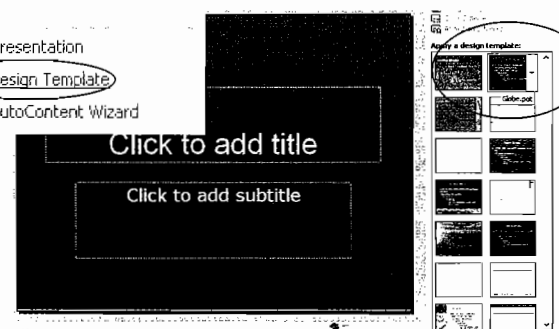 resentation
esign Template
utoContent Wizard
Click to add title
Click to add subtitle
Apply a design template:
Globe.pot